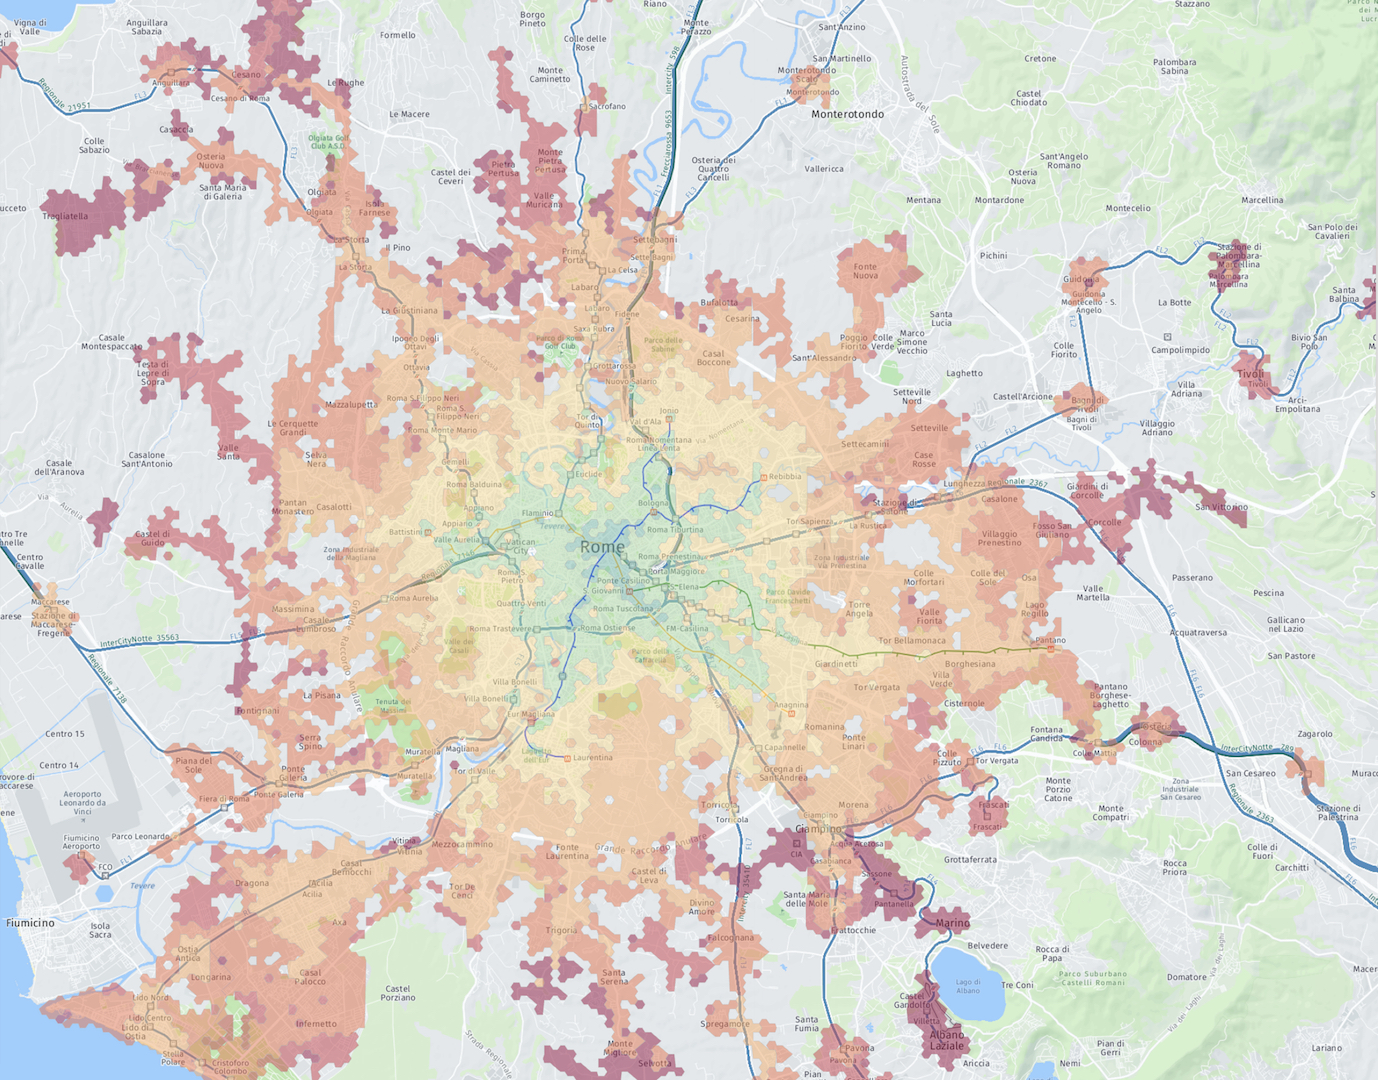 Vigna di
Valle
Anguillara
Sabazia
Borgo
Pineto
Riano
Monte
Perazzo
Sant'Anzino
Stazzano
Formello
Colle delle
Rose
San Martinello
Cretone
Palombara
Sabina
Anguillara
Cesano
Cesano di Roma
Le Rughe
Monte
Caminetto
Monterotondo
Scalo
Monterotondo
Castel
Chiodato
Regionale 21951
FL3
Le Macere
Sacrofano
Monterotondo
Intercity 598
Frecciarossa 9653
Autostrada del Sole
Colle
Sabazio
Casaccia
Olgiata Golf
Club A.S.D.
Osteria
Nuova
Santa Maria
di Galeria
Castel dei
Ceveri
Pietra
Pertusa
Monte
Pietra
Pertusa
Valle
Muricana
Osteria dei
Quattro
Cancelli
Vallericca
Sant'Angelo
Romano
Osteria
Nuova
Tragliatella
Olgiata
Olgiata
Isola
Farnese
Mentana
Montardone
Montecelio
Marcellina
San Polo dei
Cavalieri
La Storta
La Storta
Il Pino
Prima
Porta
La Celsa
Settebagni
Settebagni
Pichini
Fonte
Nuova
Guidonia
Guidonia
Montecelio - S.
Angelo
Stazione di
Palombara-
Marcellina
Palombara
Marcellina
La Botte
Santa
Balbina
Labaro
Labaro
La Giustiniana
Fidene
Bufalotta
Cesarina
Santa
Lucia
Casale
Montespaccato
Testa di
Lepre di
Sopra
Ipogeo Degli
Ottavi
Ottavia
Saxa Rubra
Parco di Roma
Golf Club
Grottarossa
Nuovo Salario
Parco delle
Sabine
Casal
Boccone
Sant'Alessandro
Poggio
Fiorito
Colle
Verde
Marco
Simone
Vecchio
Laghetto
Colle
Fiorito
Campolimpido
Bivio San
Polo
Tivoli
Tivoli
Arci-
Empolitana
Villa
Adriana
Mazzalupetta
Roma S. Filippo Neri
Roma S.
Filippo Neri
Roma Monte Mario
Tor di
Quinto
Jonio
Val d'Ala
Roma Nomentana
Setteville
Nord
Castell'Arcione
Bagni di
Tivoli
Bagni di
Tivoli
Villaggio
Adriano
Le Cerquette
Grandi
Selva
Nera
Valle
Santa
Casalone
Sant'Antonio
Casale
dell'Aranova
Gemelli
Roma Balduina
Euclide
Rebibbia
Settecamini
Setteville
Case
Rosse
Via
Aurelia
Pantan
Monastero
Casalotti
Appiano
Appiano
Battistini
Valle Aurelia
Flaminio
Tevere
Bologna
Roma Tiburtina
Tor Sapienza
La Rustica
Lunghezza
Regionale 2367
Casalone
Giardini di
Corcolle
Corcolle
San Vittorino
Fosso San
Giuliano
Castel di
Guido
Zona Industriale
della Magliana
Vatican
City
Rome
Roma Prenestina
Porta Maggiore
Zona Industriale
via Prenestina
Villaggio
Prenestino
Centro
Cavalle
Roma S.
Pietro
Ponte Casilino
S. Giovanni
S. Elena
Parco Davide
Franceschetti
Colle
Monfortani
Colle del
Sole
Osa
Passerano
Valle
Martella
Pescina
Maccarese
Stazione di
Maccarese
Fregene
InterCityNotte 35563
Massimina
Casale
Lumbroso
Roma Aurelia
Quattro Venti
Roma Tuscolana
Torre
Angela
Valle
Fiorita
Lago
Regillo
Gallicano
nel Lazio
Acquatraversa
San Pastore
Regionale 7138
FL5
Grande Raccordo Anulare
Roma Trastevere
Roma Ostiense
FM-Casilina
Valle dei
Casali
Parco della
Caffarella
Tor Bellamonaca
Giardinetti
Borghesiana
Pantano
Villa
Verde
Tor Vergata
La Pisana
Fontignani
Villa Bonelli
Villa Bonelli
Tenuta dei
Massimi
Eur Magliana
Anagnina
Romanina
Cisternole
Pantano
Borghese-
Laghetto
Centro 15
Serra
Spino
Muratella
Muratella
Magliana
Laghetto
dell'Eur
Laurentina
Capannelle
Ponte
Linari
Fontana
Candida
Colle Mattia
Colonna
Zagarolo
Centro 14
Piana del
Sole
Ponte
Galeria
Ponte Galeria
Tor di Valle
Gregna di
Sant'Andrea
Colle
Pizzuto
Tor Vergata
InterCityNotte 789
San Cesareo
Aeroporto
Leonardo da
Vinci
Fiera di Roma
Torricola
Torricola
Morena
Ciampino
Ciampino
Frascati
Frascati
Monte
Porzio
Catone
Monte
Compatri
Zona
Industriale
San Cesareo
Regionale 2363
Stazione di
Palestrina
Fiumicino
Aeroporto
Parco Leonardo
FCO
FL1
Vitinia
Vitinia
Mezzocammino
Fonte
Laurentina
Grande Raccordo Anulare
CIA
Acqua Acetosa
Casabianca
Grottaferrata
Rocca
Priora
Colle di
Fuori
Carchitti
Tevere
Casal
Bernocchi
Dragona
Acilia
Acilia
Tor De
Cenci
Castel di
Leva
Divino
Amore
Sassone
Pantanella
Santa Maria
delle Mole
Fiumicino
Isola
Sacra
Axa
Trigoria
Falcognana
Frattocchie
Marino
Belvedere
Rocca di
Papa
Ostia
Antica
Longarina
Casal
Palocco
Castel
Porziano
Santa
Serena
Castel
Gandolfo
Villetta
Lago di
Albano
Tre Coni
Parco Suburbano
Castelli Romani
Domatore
Via dei Laghi
Lido Nord
Lido Centro
Lido di
Ostia
Infernetto
Spregamore
Santa
Fumia
Albano
Laziale
Stella
Polare
Cristoforo
Colombo
Strada Regionale
Monte
Migliore
Selvotta
Pavona
Pavona
Ariccia
Nemi
Pian di
Gerri
Lariano
Pian